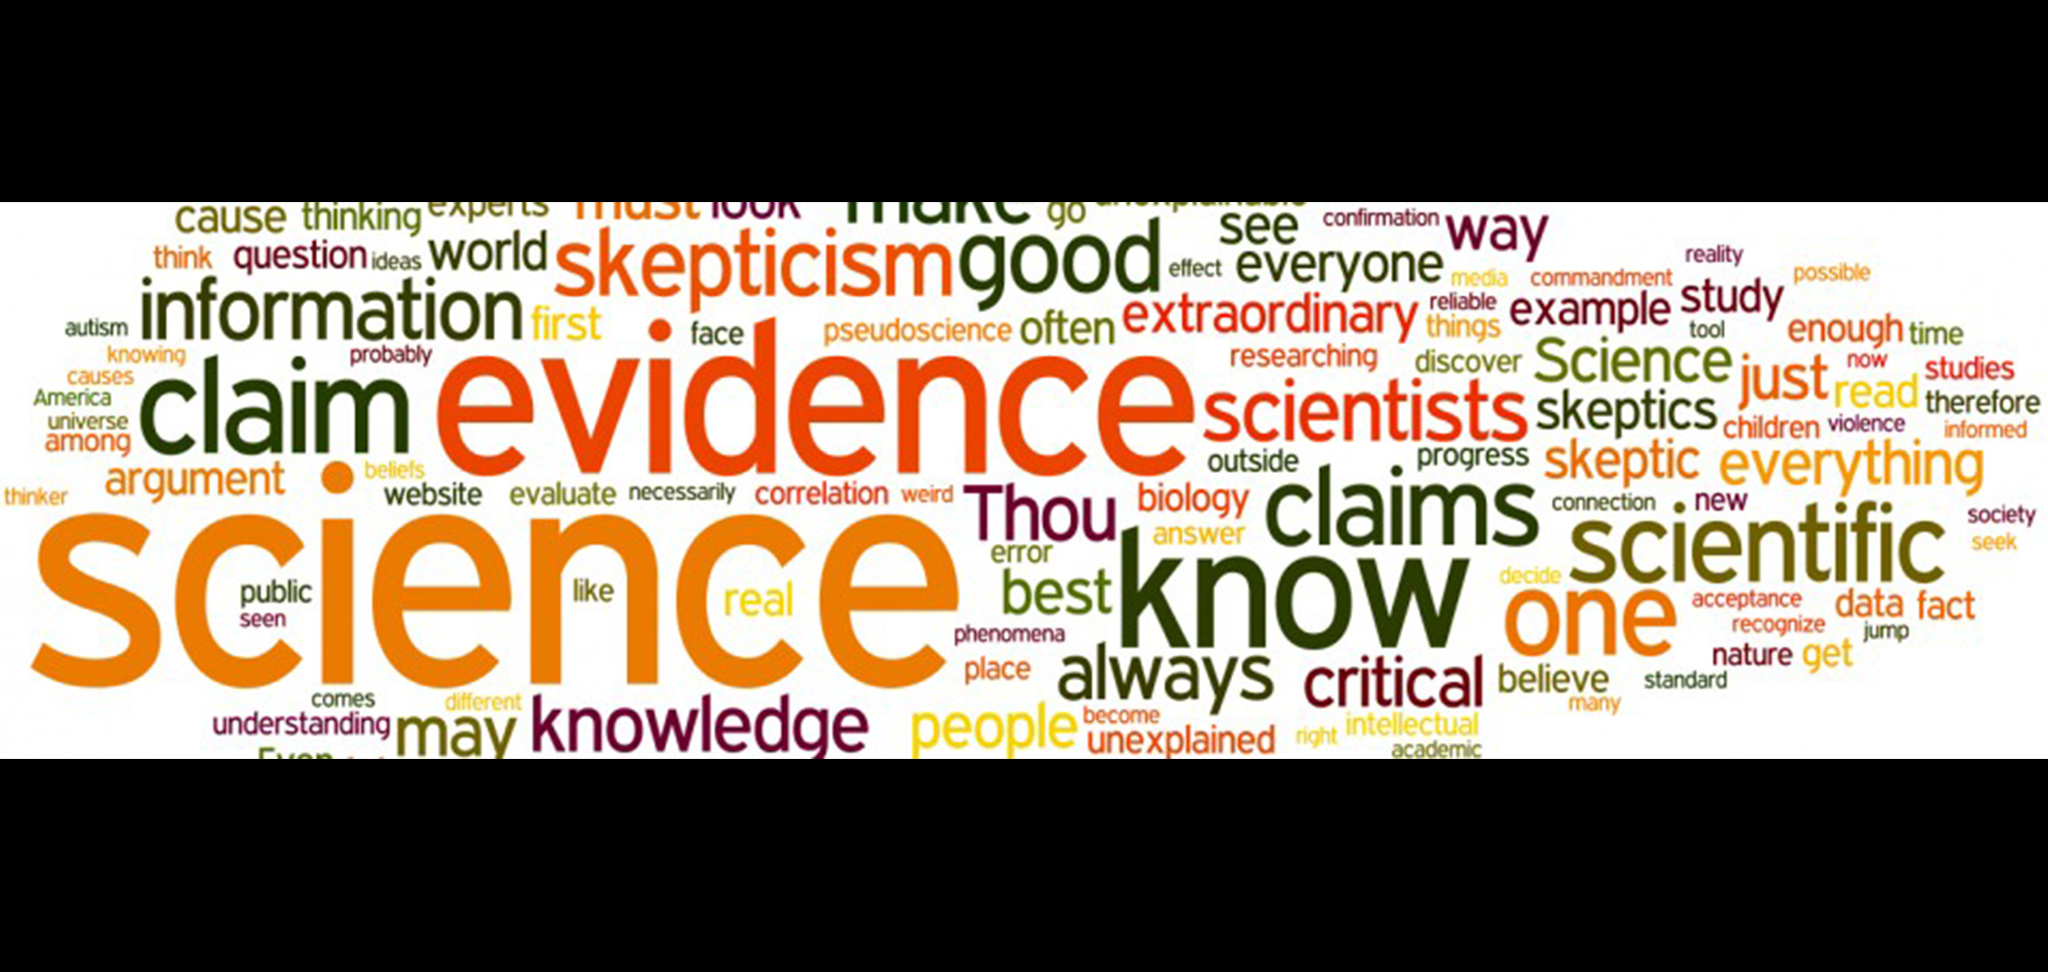 cause thinking experts must look make go unexplainable see confirmation way
think question ideas world skepticism good effect everyone media commandment reality possible
autism information first face pseudoscience often extraordinary reliable things example study tool enough time
knowing probably researching discover Science just now studies
causes America universe among claim evidence scientists skeptics read therefore children violence informed
argument beliefs outside progress skeptic everything
thinker website evaluate necessarily correlation weird Thou biology claims connection new society
answer error scientific seek
science public seen like real best know decide one acceptance data fact
phenomena recognize jump
place always critical believe nature get standard
comes different many
understanding may knowledge people become unexplained right intellectual
Even academic